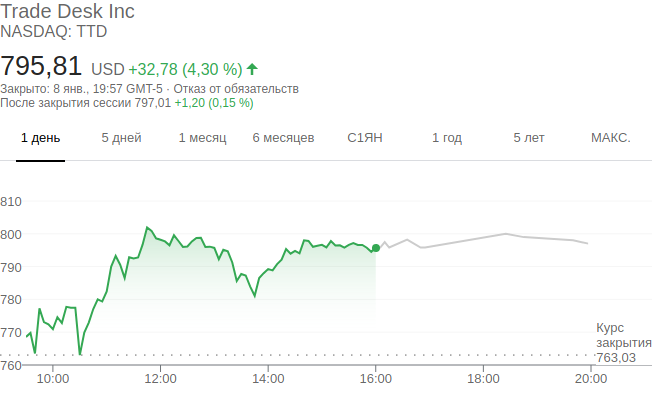 Trade Desk Inc
NASDAQ: TTD
795,81 USD +32,78 (4,30 %)
Закрыто: 8 янв., 19:57 GMT-5 · Отказ от обязательств
После закрытия сессии 797,01 +1,20 (0,15 %)
1 день 5 дней 1 месяц 6 месяцев С1ЯН 1 год 5 лет МАКС.
810
800
790
780
770
760
Курс
закрытия
763,03
10:00 12:00 14:00 16:00 18:00 20:00